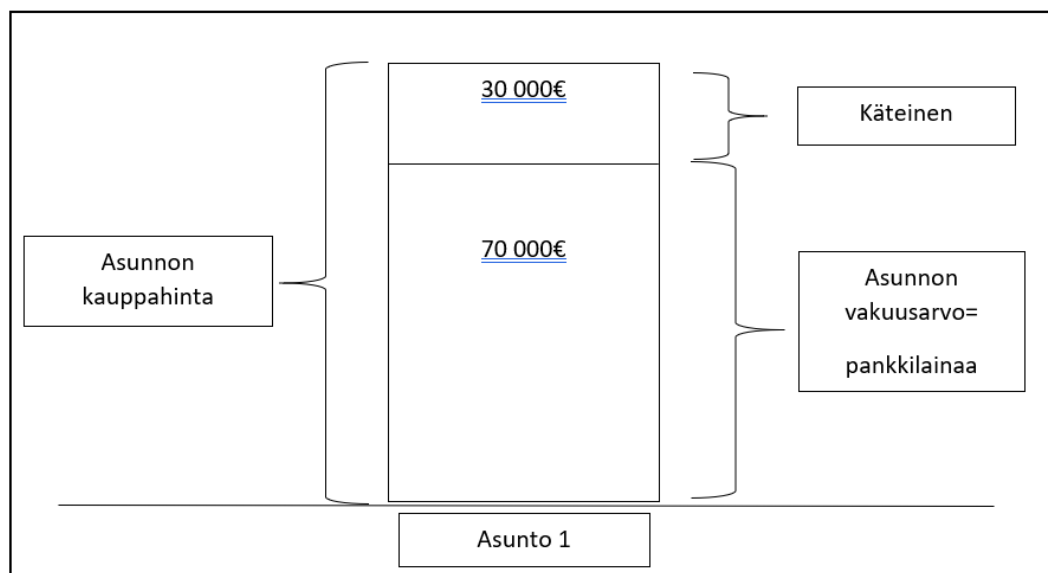 30 000€
Käteinen
70 000€
Asunnon
kauppahinta
Asunnon
vakuusarvo=
pankkilainaa
Asunto 1